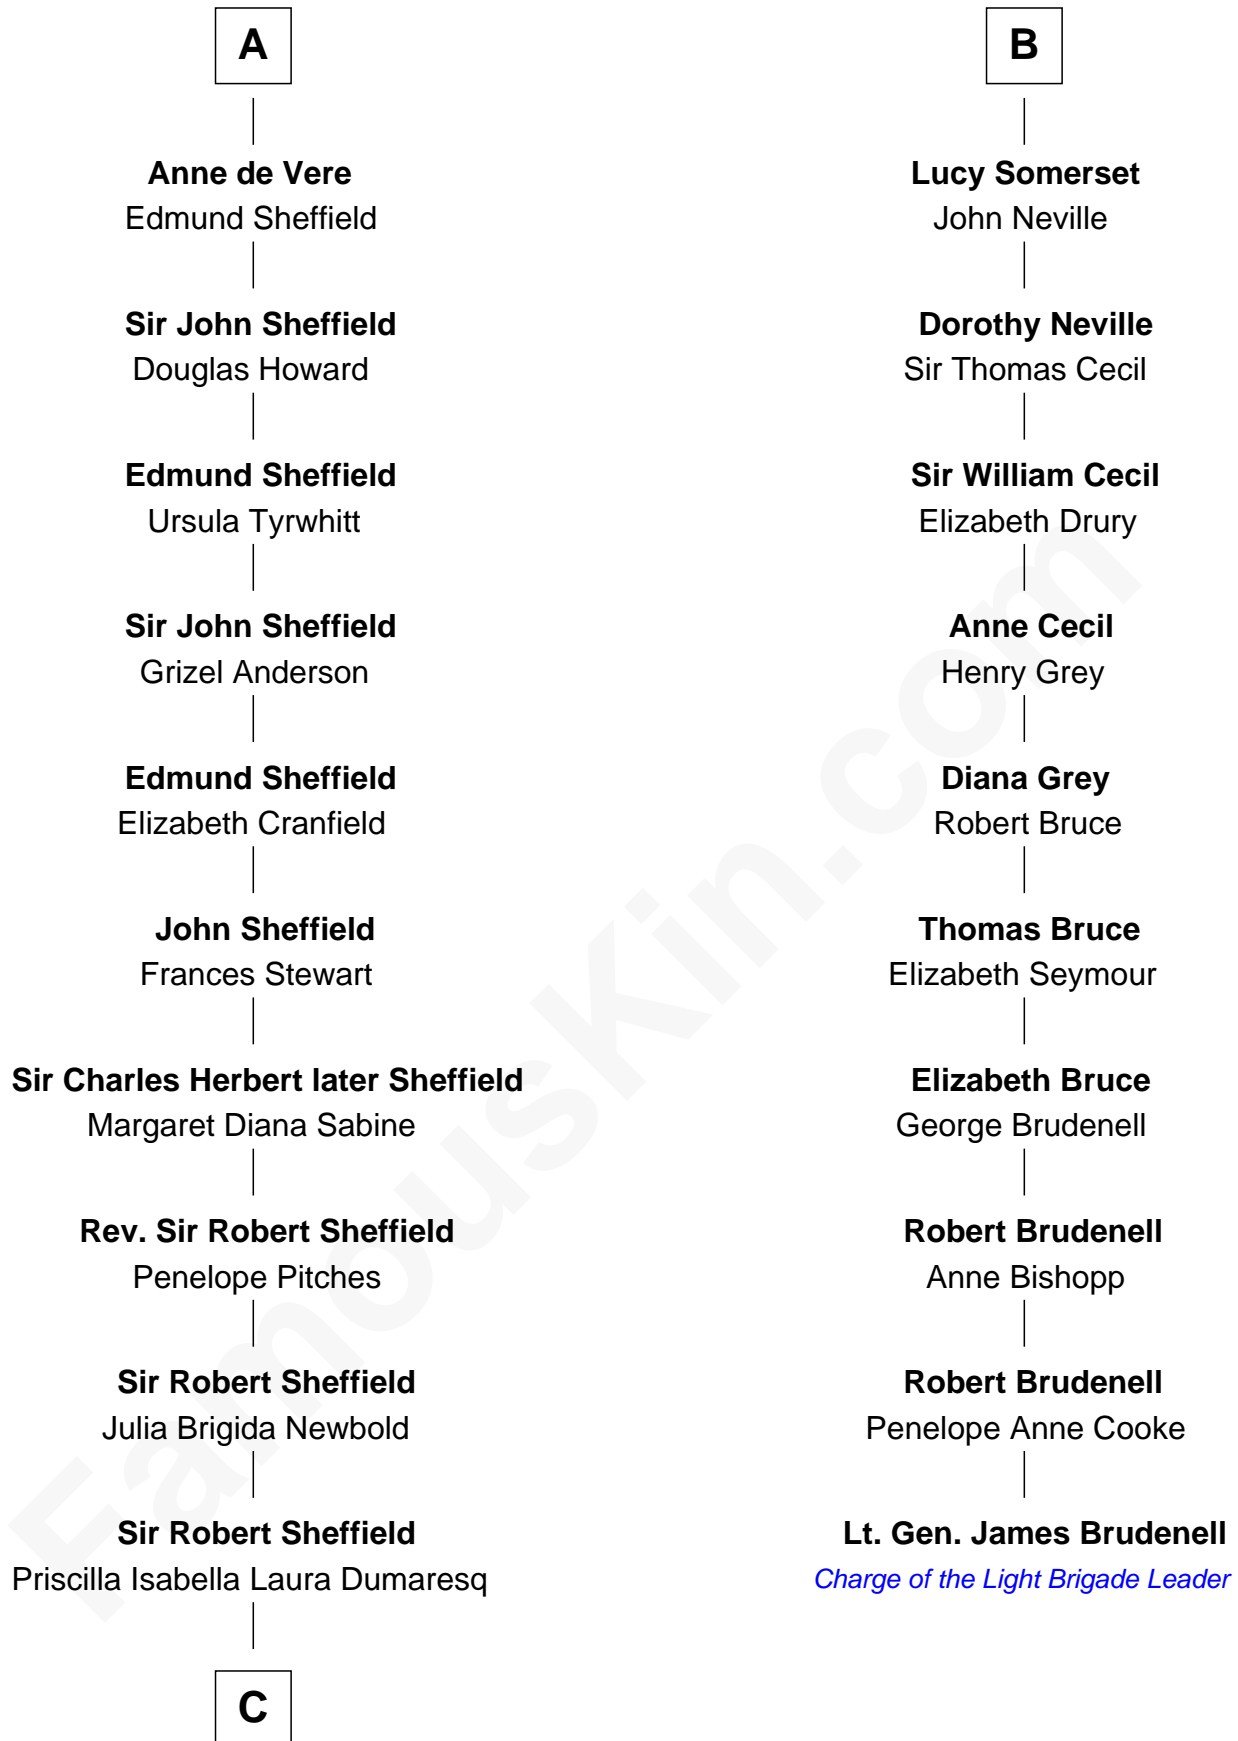 A
Anne de Vere
Edmund Sheffield
Sir John Sheffield
Douglas Howard
Edmund Sheffield
Ursula Tyrwhitt
Sir John Sheffield
Grizel Anderson
Edmund Sheffield
Elizabeth Cranfield
John Sheffield
Frances Stewart
Sir Charles Herbert later Sheffield
Margaret Diana Sabine
Rev. Sir Robert Sheffield
Penelope Pitches
Sir Robert Sheffield
Julia Brigida Newbold
Sir Robert Sheffield
Priscilla Isabella Laura Dumaresq
C
B
Lucy Somerset
John Neville
Dorothy Neville
Sir Thomas Cecil
Sir William Cecil
Elizabeth Drury
Anne Cecil
Henry Grey
Diana Grey
Robert Bruce
Thomas Bruce
Elizabeth Seymour
Elizabeth Bruce
George Brudenell
Robert Brudenell
Anne Bishopp
Robert Brudenell
Penelope Anne Cooke
Lt. Gen. James Brudenell
Charge of the Light Brigade Leader
FamousKin.com